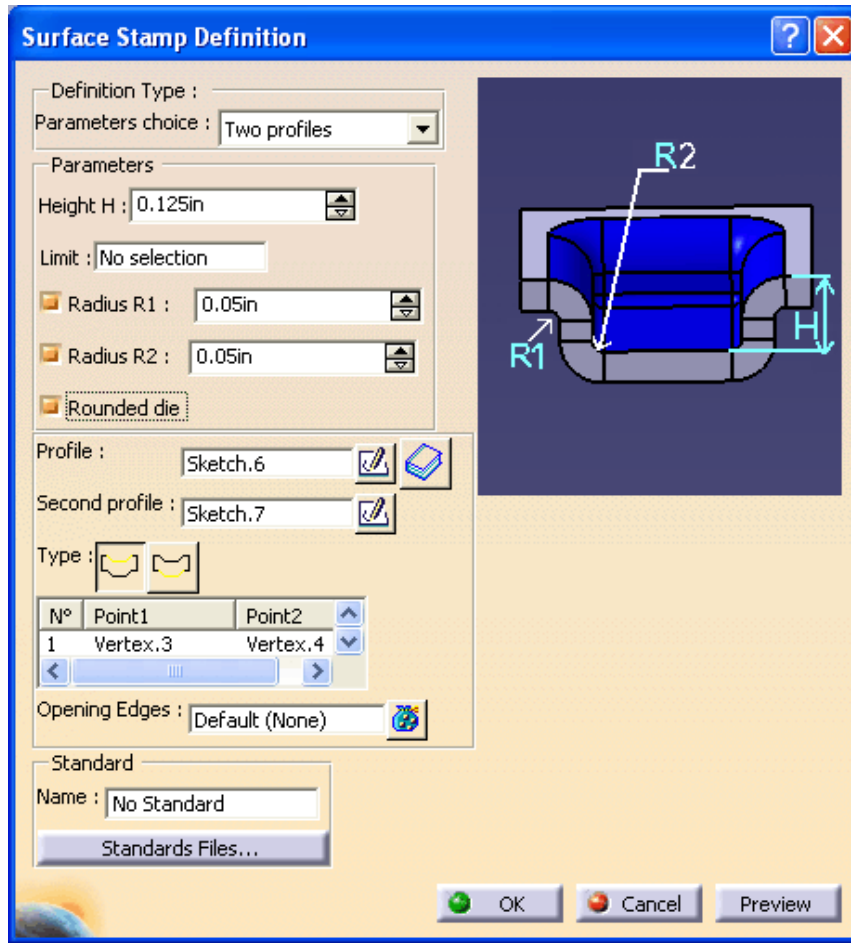 Surface Stamp Definition
Definition Type :
Parameters choice : Two profiles
Parameters
Height H : 0.125in
Limit : No selection
Radius R1 : 0.05in
Radius R2 : 0.05in
Rounded die
R2
R1
H
Profile : Sketch.6
Second profile : Sketch.7
Type :
N° Point1 Point2
1 Vertex.3 Vertex.4
Opening Edges : Default (None)
Standard
Name : No Standard
Standards Files...
OK Cancel Preview